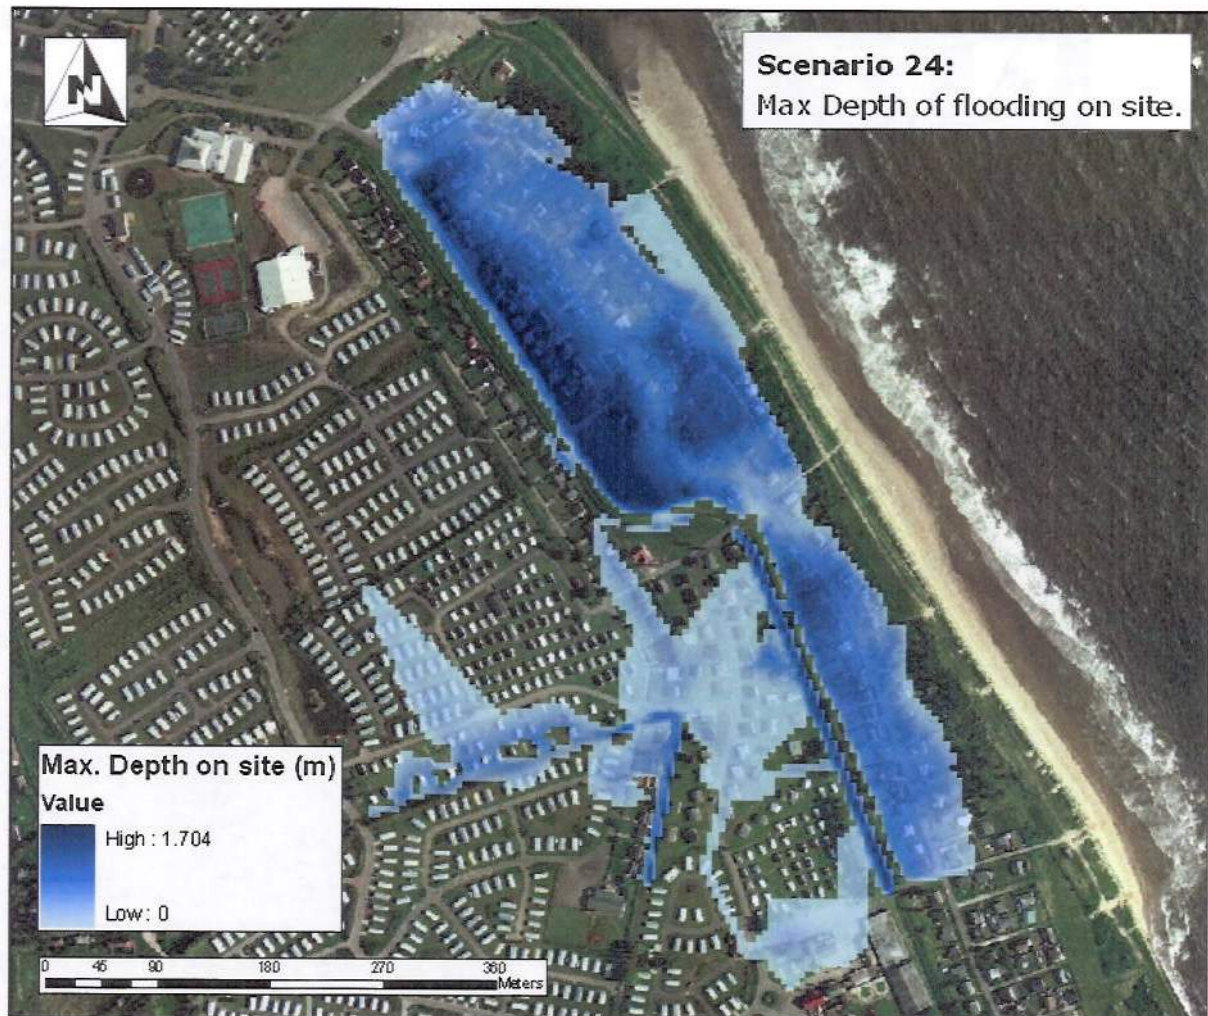 N
Scenario 24:
Max Depth of flooding on site.
Max. Depth on site (m)
Value
High : 1.704
Low : 0
0 45 90 180 270 360
Meters